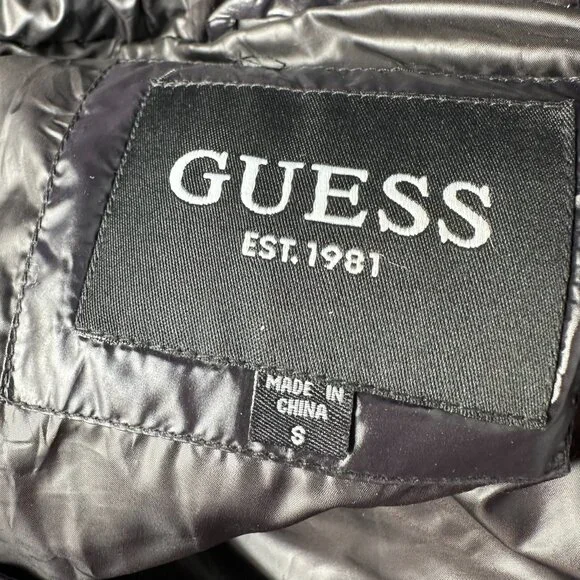 GUESS
EST. 1981
MADE IN
CHINA
S